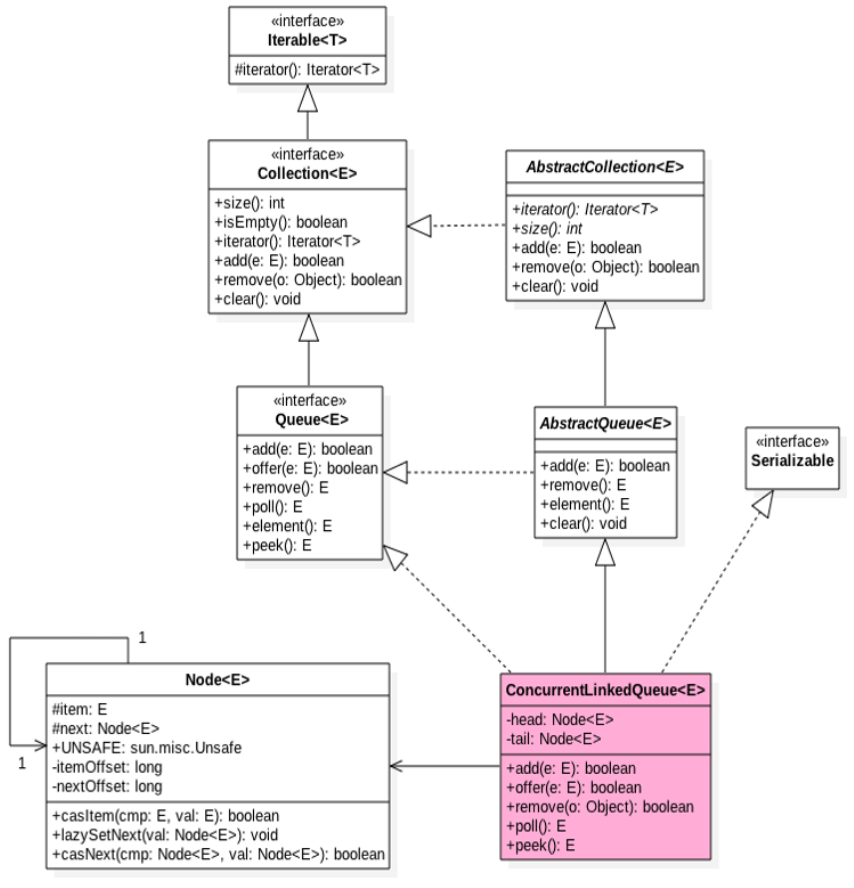 «interface»
Iterable<T>
#iterator(): Iterator<T>
«interface»
Collection<E>
+size(): int
+isEmpty(): boolean
+iterator(): Iterator<T>
+add(e: E): boolean
+remove(o: Object): boolean
+clear(): void
AbstractCollection<E>
+iterator(): Iterator<T>
+size(): int
+add(e: E): boolean
+remove(o: Object): boolean
+clear(): void
«interface»
Queue<E>
+add(e: E): boolean
+offer(e: E): boolean
+remove(): E
+poll(): E
+element(): E
+peek(): E
AbstractQueue<E>
+add(e: E): boolean
+remove(): E
+element(): E
+clear(): void
«interface»
Serializable
1
1
Node<E>
#item: E
#next: Node<E>
+UNSAFE: sun.misc.Unsafe
-itemOffset: long
-nextOffset: long
+casItem(cmp: E, val: E): boolean
+lazySetNext(val: Node<E>): void
+casNext(cmp: Node<E>, val: Node<E>): boolean
ConcurrentLinkedQueue<E>
-head: Node<E>
-tail: Node<E>
+add(e: E): boolean
+offer(e: E): boolean
+remove(o: Object): boolean
+poll(): E
+peek(): E